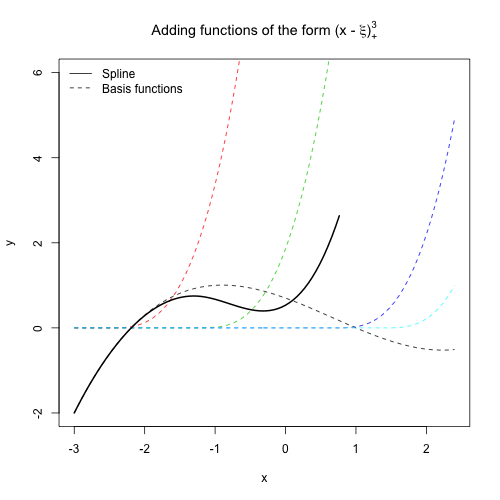 Adding functions of the form (x - ξ)³₊
Spline
Basis functions
6
4
2
0
-2
y
-3 -2 -1 0 1 2
x